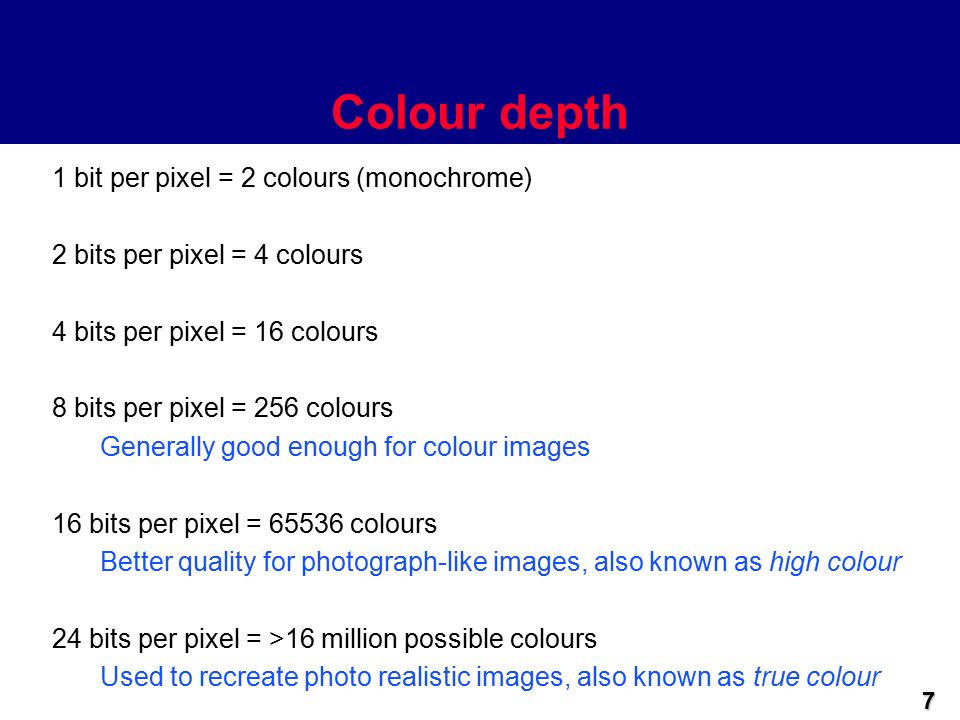 Colour depth
1 bit per pixel = 2 colours (monochrome)
2 bits per pixel = 4 colours
4 bits per pixel = 16 colours
8 bits per pixel = 256 colours
Generally good enough for colour images
16 bits per pixel = 65536 colours
Better quality for photograph-like images, also known as high colour
24 bits per pixel = >16 million possible colours
Used to recreate photo realistic images, also known as true colour
7